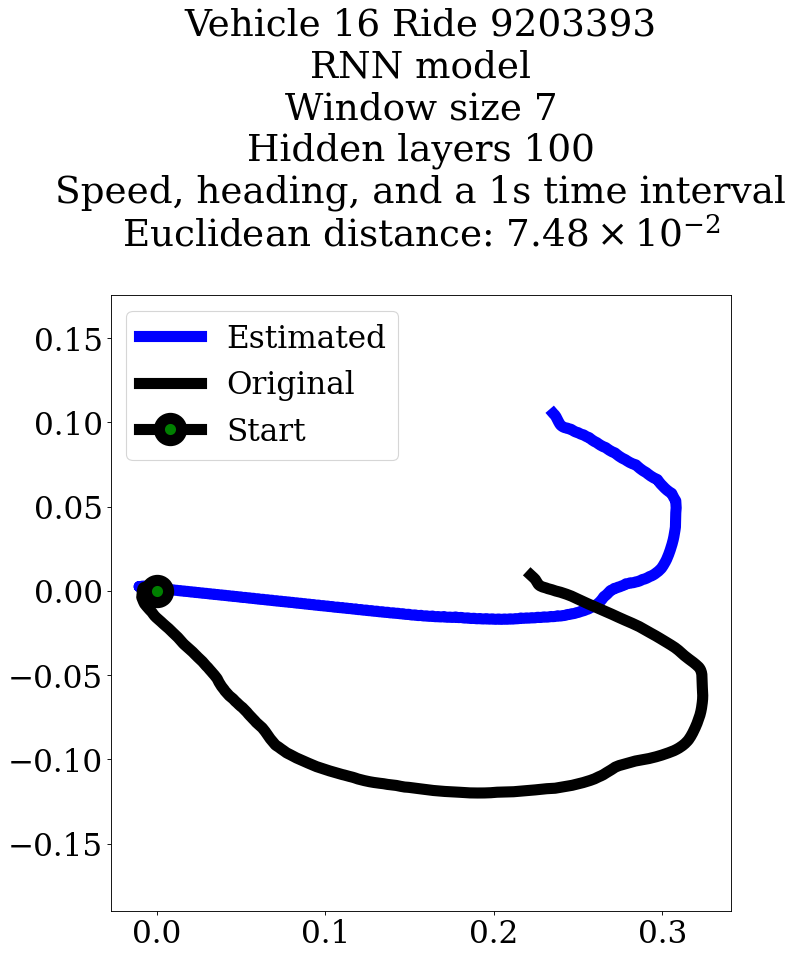 Vehicle 16 Ride 9203393
RNN model
Window size 7
Hidden layers 100
Speed, heading, and a 1s time interval
Euclidean distance: 7.48 × 10⁻²
Estimated
Original
Start
0.15
0.10
0.05
0.00
−0.05
−0.10
−0.15
0.0 0.1 0.2 0.3